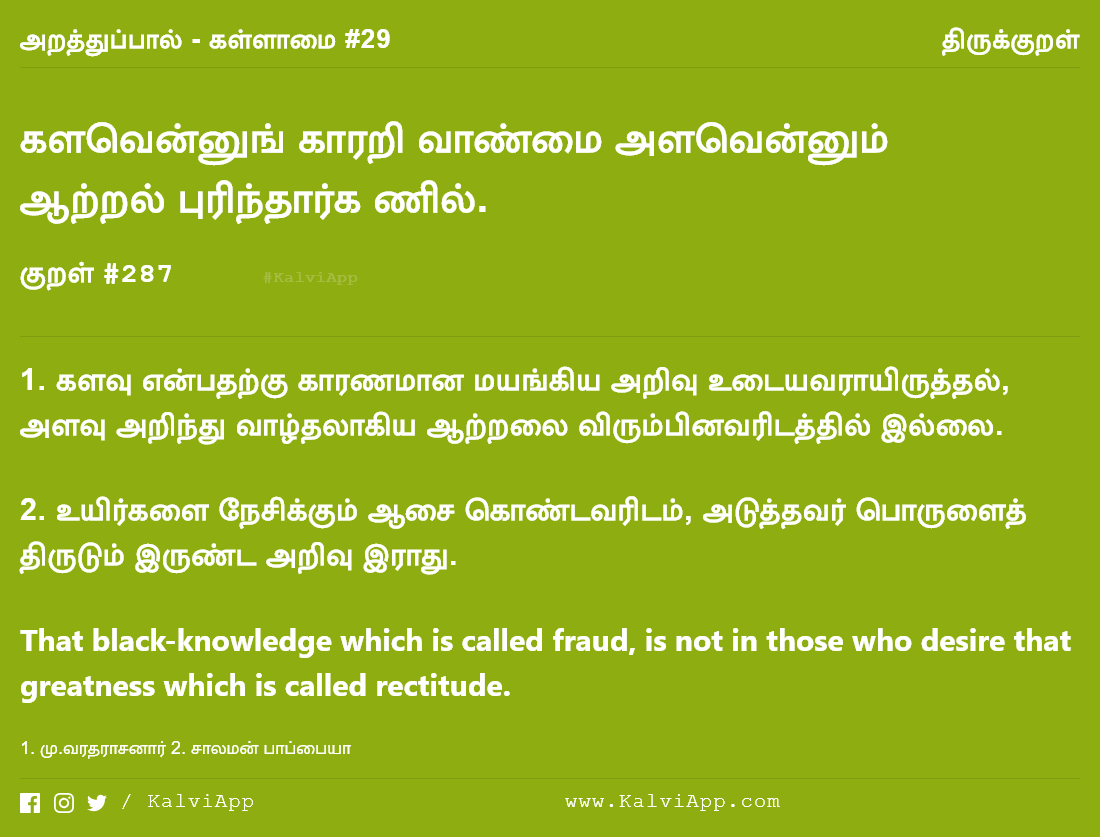 அறத்துப்பால் - கள்ளாமை #29
திருக்குறள்
களவென்னுங் காரறி வாண்மை அளவென்னும்
ஆற்றல் புரிந்தார்க ணில்.
குறள் #287
#KalviApp
1. களவு என்பதற்கு காரணமான மயங்கிய அறிவு உடையவராயிருத்தல்,
அளவு அறிந்து வாழ்தலாகிய ஆற்றலை விரும்பினவரிடத்தில் இல்லை.
2. உயிர்களை நேசிக்கும் ஆசை கொண்டவரிடம், அடுத்தவர் பொருளைத்
திருடும் இருண்ட அறிவு இராது.
That black-knowledge which is called fraud, is not in those who desire that
greatness which is called rectitude.
1. மு.வரதராசனார் 2. சாலமன் பாப்பையா
/ KalviApp
www.KalviApp.com